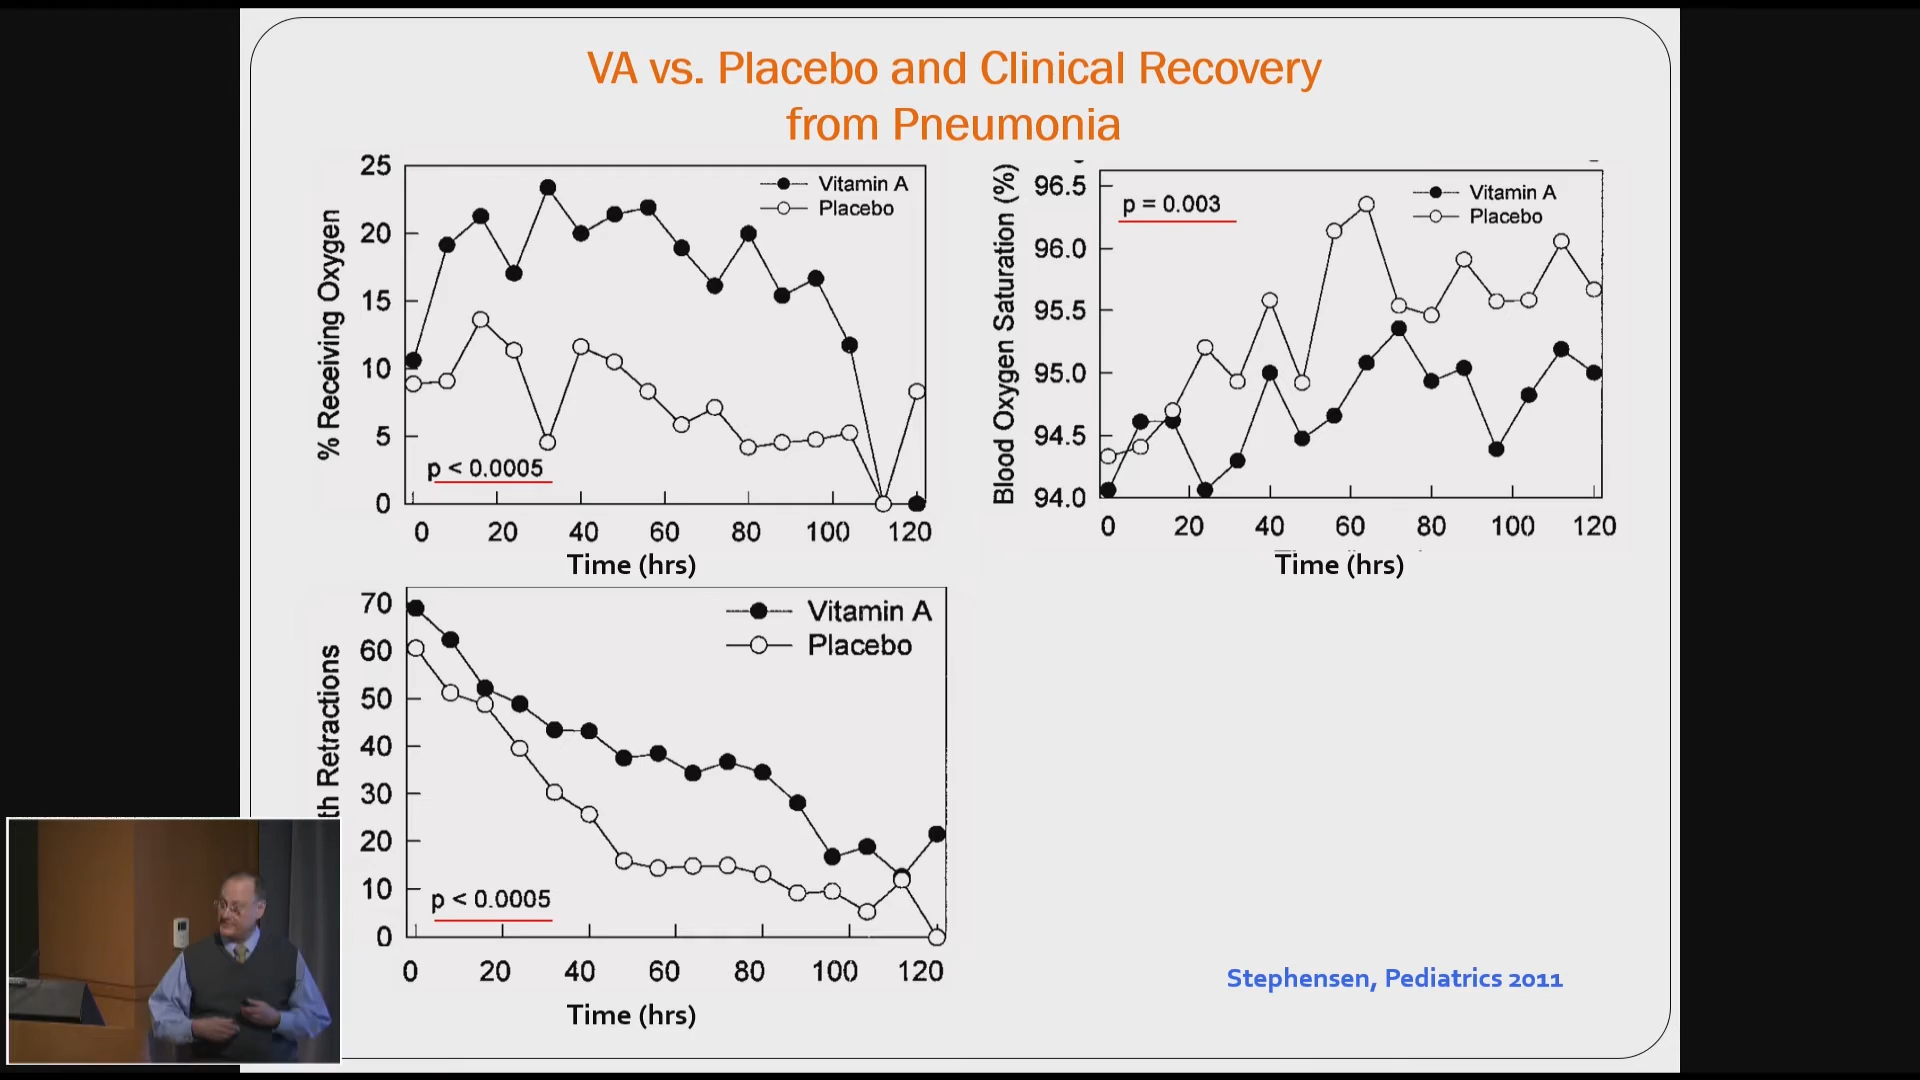 VA vs. Placebo and Clinical Recovery
from Pneumonia
25
20
15
10
5
0
% Receiving Oxygen
Vitamin A
Placebo
p < 0.0005
0 20 40 60 80 100 120
Time (hrs)
96.5
96.0
95.5
95.0
94.5
94.0
Blood Oxygen Saturation (%)
p = 0.003
Vitamin A
Placebo
0 20 40 60 80 100 120
Time (hrs)
70
60
50
40
30
20
10
0
th Retractions
Vitamin A
Placebo
p < 0.0005
0 20 40 60 80 100 120
Time (hrs)
Stephensen, Pediatrics 2011